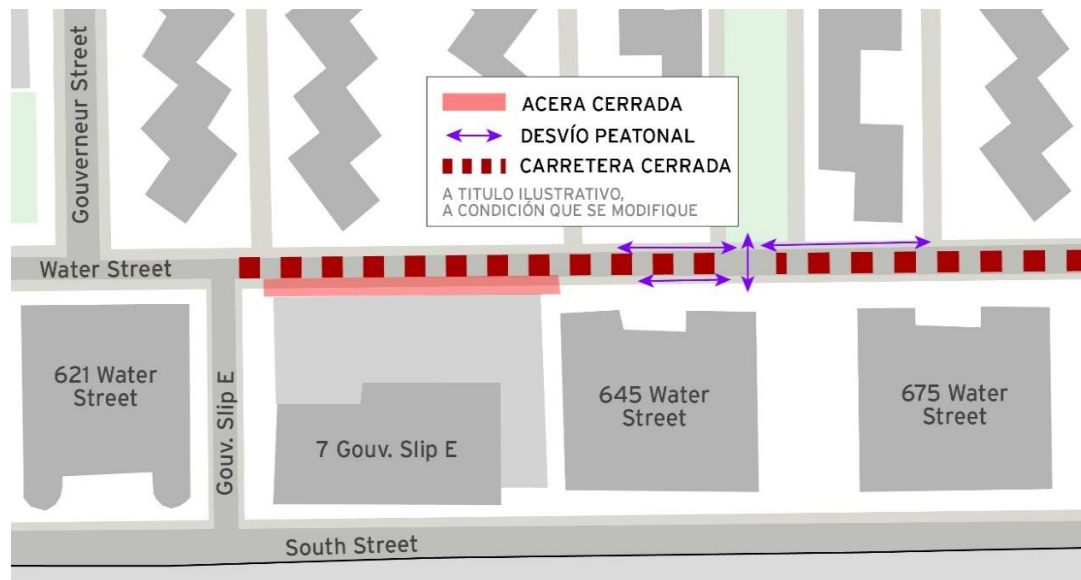 Gouverneur Street
ACERA CERRADA
DESVÍO PEATONAL
CARRETERA CERRADA
A TITULO ILUSTRATIVO,
A CONDICIÓN QUE SE MODIFIQUE
Water Street
621 Water
Street
Gouv. Slip E
7 Gouv. Slip E
645 Water
Street
675 Water
Street
South Street